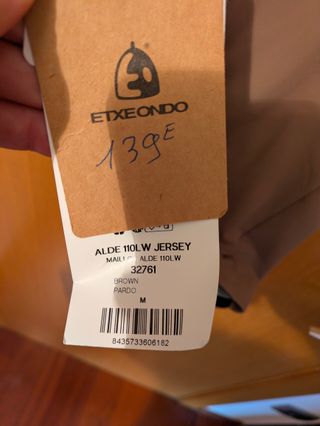 ETXEONDO
139€
ALDE 110LW JERSEY
MAILLOT ALDE 110LW
32761
BROWN
PARDO
M
8435733606182